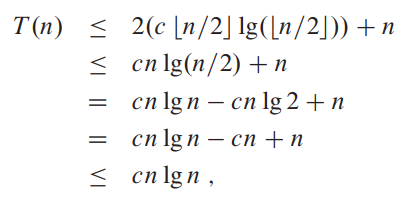 T(n) ≤ 2(c ⌊n/2⌋ lg(⌊n/2⌋)) + n
≤ cn lg(n/2) + n
= cn lg n − cn lg 2 + n
= cn lg n − cn + n
≤ cn lg n ,